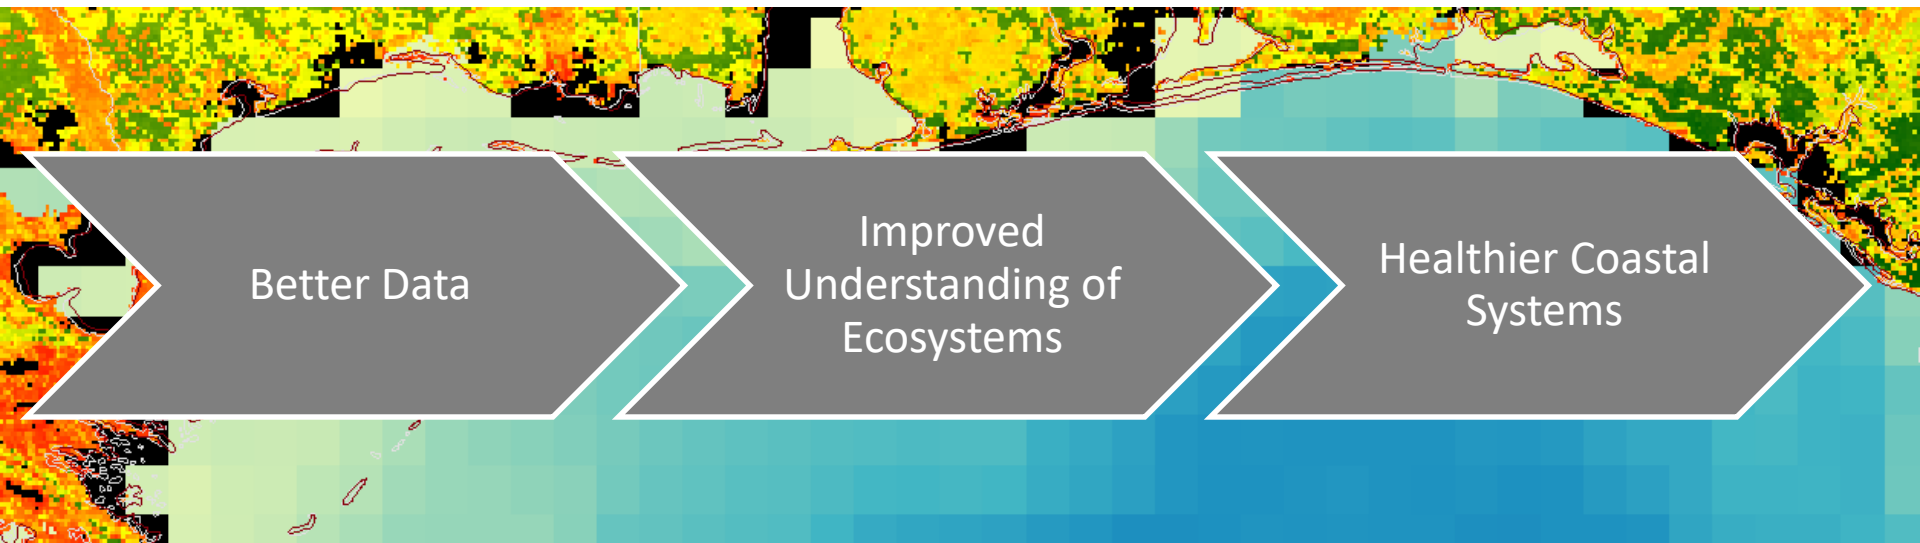 Better Data
Improved
Understanding of
Ecosystems
Healthier Coastal
Systems